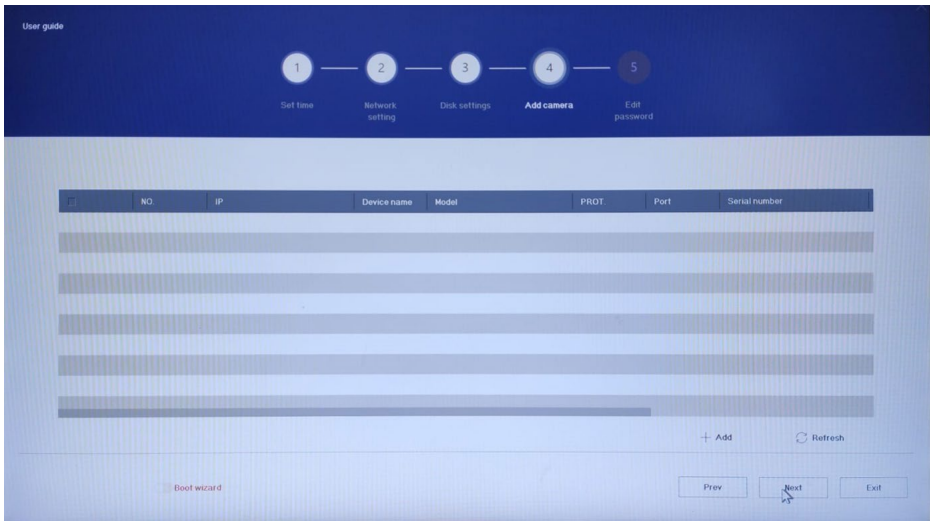 User guide
1 2 3 4 5
Set time Network setting Disk settings Add camera Edit password
NO. IP Device name Model PROT. Port Serial number
+ Add Refresh
Boot wizard Prev Next Exit